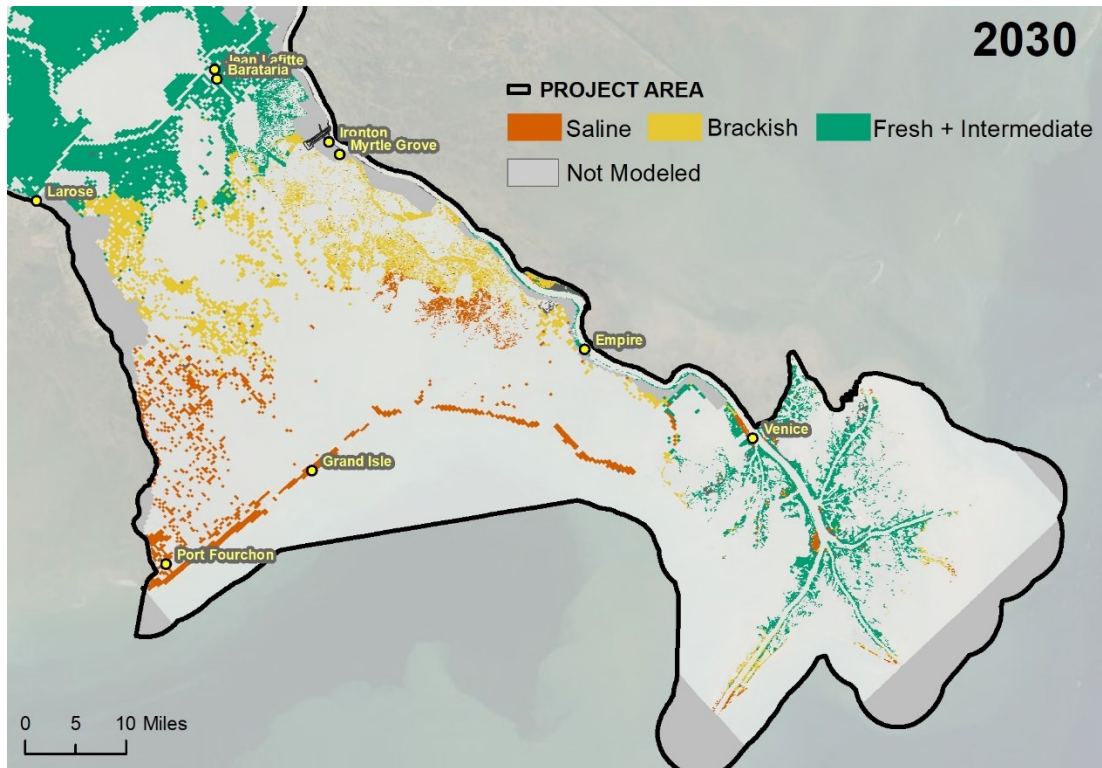 2030
PROJECT AREA
Saline
Brackish
Fresh + Intermediate
Not Modeled
Jean Lafitte
Barataria
Ironton
Myrtle Grove
Larose
Empire
Venice
Grand Isle
Port Fourchon
0 5 10 Miles